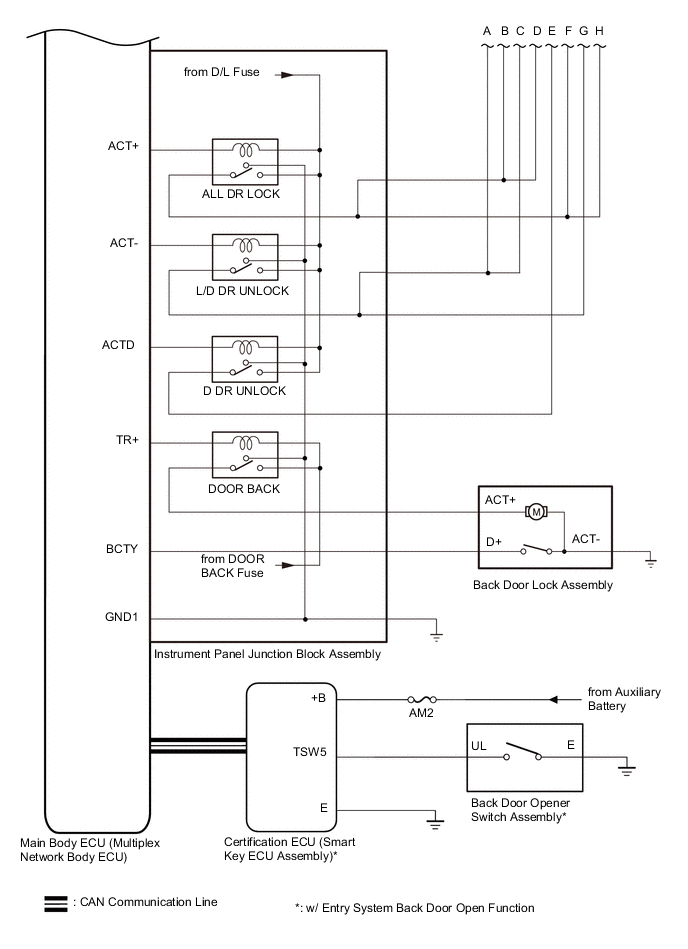 A B C D E F G H
from D/L Fuse
ACT+
ALL DR LOCK
ACT-
L/D DR UNLOCK
ACTD
D DR UNLOCK
TR+
DOOR BACK
ACT+
M
D+
ACT-
BCTY
from DOOR
BACK Fuse
Back Door Lock Assembly
GND1
Instrument Panel Junction Block Assembly
+B
AM2
from Auxiliary
Battery
TSW5
UL
E
E
Back Door Opener
Switch Assembly*
Main Body ECU (Multiplex
Network Body ECU)
Certification ECU (Smart
Key ECU Assembly)*
: CAN Communication Line
*: w/ Entry System Back Door Open Function